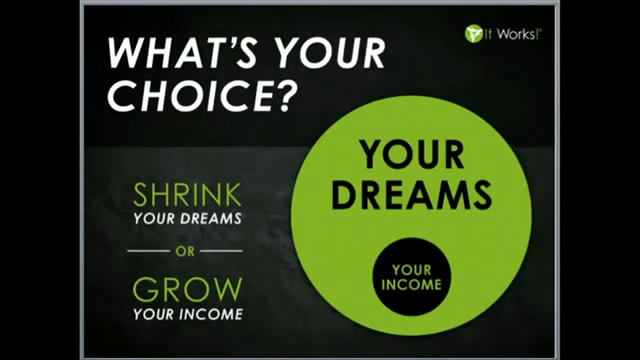 WHAT'S YOUR
CHOICE?
It Works!®
SHRINK
YOUR DREAMS
OR
GROW
YOUR INCOME
YOUR
DREAMS
YOUR
INCOME